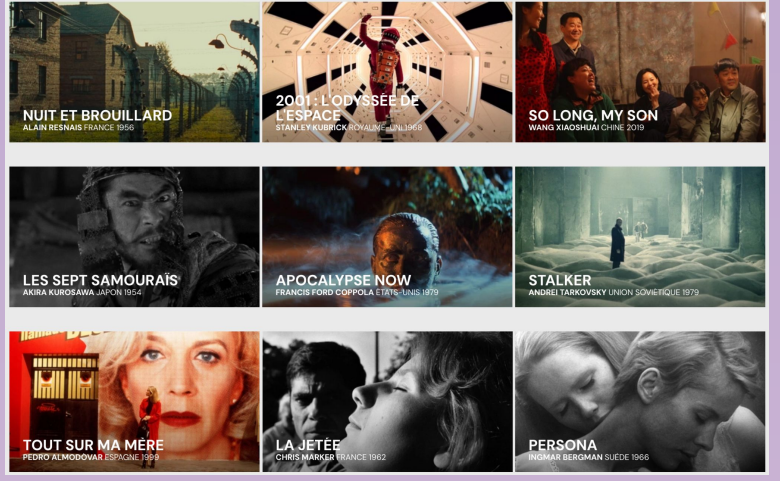 NUIT ET BROUILLARD
ALAIN RESNAIS FRANCE 1956
2001 : L'ODYSSÉE DE
L'ESPACE
STANLEY KUBRICK ROYAUME-UNI 1968
SO LONG, MY SON
WANG XIAOSHUAI CHINE 2019
LES SEPT SAMOURAÏS
AKIRA KUROSAWA JAPON 1954
APOCALYPSE NOW
FRANCIS FORD COPPOLA ÉTATS-UNIS 1979
STALKER
ANDREI TARKOVSKY UNION SOVIÉTIQUE 1979
TOUT SUR MA MÈRE
PEDRO ALMODÓVAR ESPAGNE 1999
LA JETÉE
CHRIS MARKER FRANCE 1962
PERSONA
INGMAR BERGMAN SUÈDE 1966